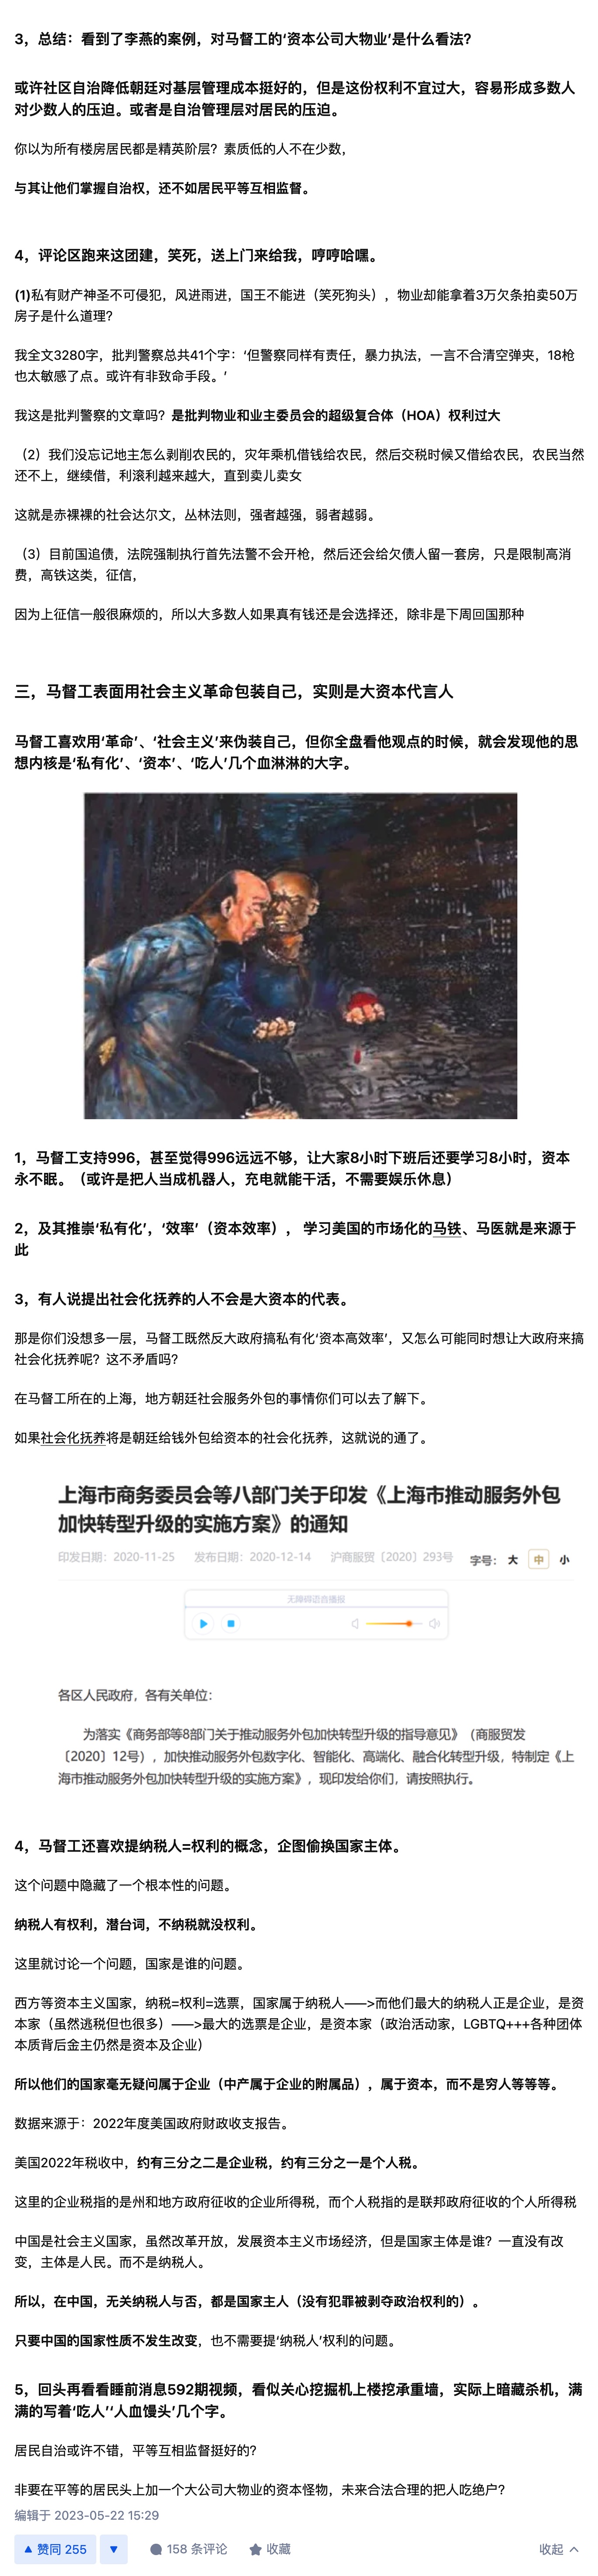 3，总结：看到了李燕的案例，对马督工的‘资本公司大物业’是什么看法？
或许社区自治降低朝廷对基层管理成本挺好的，但是这份权利不宜过大，容易形成多数人
对少数人的压迫。或者是自治管理层对居民的压迫。
你以为所有楼房居民都是精英阶层？素质低的人不在少数，
与其让他们掌握自治权，还不如居民平等互相监督。
4，评论区跑来这团建，笑死，送上门来给我，哼哼哈嘿。
(1)私有财产神圣不可侵犯，风进雨进，国王不能进（笑死狗头），物业却能拿着3万欠条拍卖50万
房子是什么道理？
我全文3280字，批判警察总共41个字：‘但警察同样有责任，暴力执法，一言不合清空弹夹，18枪
也太敏感了点。或许有非致命手段。’
我这是批判警察的文章吗？是批判物业和业主委员会的超级复合体（HOA）权利过大
（2）我们没忘记地主怎么剥削农民的，灾年乘机借钱给农民，然后交税时候又借给农民，农民当然
还不上，继续借，利滚利越来越大，直到卖儿卖女
这就是赤裸裸的社会达尔文，丛林法则，强者越强，弱者越弱。
（3）目前国追债，法院强制执行首先法警不会开枪，然后还会给欠债人留一套房，只是限制高消
费，高铁这类，征信，
因为上征信一般很麻烦的，所以大多数人如果真有钱还是会选择还，除非是下周回国那种
三，马督工表面用社会主义革命包装自己，实则是大资本代言人
马督工喜欢用‘革命’、‘社会主义’来伪装自己，但你全盘看他观点的时候，就会发现他的思
想内核是‘私有化’、‘资本’、‘吃人’几个血淋淋的大字。
1，马督工支持996，甚至觉得996远远不够，让大家8小时下班后还要学习8小时，资本
永不眠。（或许是把人当成机器人，充电就能干活，不需要娱乐休息）
2，及其推崇‘私有化’，‘效率’（资本效率）， 学习美国的市场化的马铁、马医就是来源于
此
3，有人说提出社会化抚养的人不会是大资本的代表。
那是你们没想多一层，马督工既然反大政府搞私有化‘资本高效率’，又怎么可能同时想让大政府来搞
社会化抚养呢？这不矛盾吗？
在马督工所在的上海，地方朝廷社会服务外包的事情你们可以去了解下。
如果社会化抚养将是朝廷给钱外包给资本的社会化抚养，这就说的通了。
上海市商务委员会等八部门关于印发《上海市推动服务外包
加快转型升级的实施方案》的通知
印发日期：2020-11-25 发布日期：2020-12-14 沪商服贸〔2020〕293号 字号： 大 中 小
无障碍语音播报
各区人民政府，各有关单位：
为落实《商务部等8部门关于推动服务外包加快转型升级的指导意见》（商服贸发
〔2020〕12号），加快推动服务外包数字化、智能化、高端化、融合化转型升级，特制定《上
海市推动服务外包加快转型升级的实施方案》，现印发给你们，请按照执行。
4，马督工还喜欢提纳税人=权利的概念，企图偷换国家主体。
这个问题中隐藏了一个根本性的问题。
纳税人有权利，潜台词，不纳税就没权利。
这里就讨论一个问题，国家是谁的问题。
西方等资本主义国家，纳税=权利=选票，国家属于纳税人——>而他们最大的纳税人正是企业，是资
本家（虽然逃税但也很多）——>最大的选票是企业，是资本家（政治活动家，LGBTQ+++各种团体
本质背后金主仍然是资本及企业）
所以他们的国家毫无疑问属于企业（中产属于企业的附属品），属于资本，而不是穷人等等等。
数据来源于：2022年度美国政府财政收支报告。
美国2022年税收中，约有三分之二是企业税，约有三分之一是个人税。
这里的企业税指的是州和地方政府征收的企业所得税，而个人税指的是联邦政府征收的个人所得税
中国是社会主义国家，虽然改革开放，发展资本主义市场经济，但是国家主体是谁？一直没有改
变，主体是人民。而不是纳税人。
所以，在中国，无关纳税人与否，都是国家主人（没有犯罪被剥夺政治权利的）。
只要中国的国家性质不发生改变，也不需要提‘纳税人’权利的问题。
5，回头再看看睡前消息592期视频，看似关心挖掘机上楼挖承重墙，实际上暗藏杀机，满
满的写着‘吃人’‘人血馒头’几个字。
居民自治或许不错，平等互相监督挺好的？
非要在平等的居民头上加一个大公司大物业的资本怪物，未来合法合理的把人吃绝户？
编辑于 2023-05-22 15:29
赞同 255 158 条评论 收藏 收起